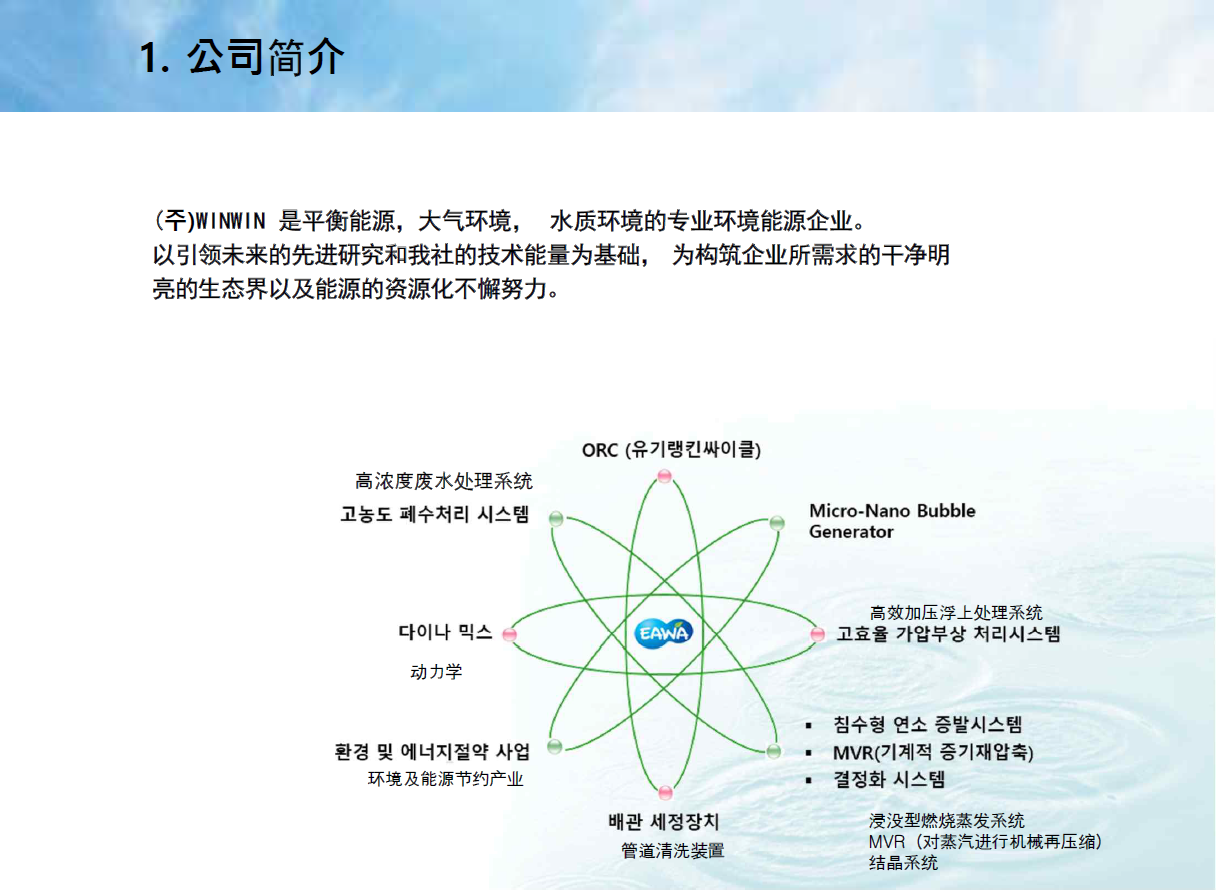 1. 公司简介
(주)WINWIN 是平衡能源，大气环境， 水质环境的专业环境能源企业。
以引领未来的先进研究和我社的技术能量为基础， 为构筑企业所需求的干净明
亮的生态界以及能源的资源化不懈努力。
ORC (유기랭킨싸이클)
高浓度废水处理系统
고농도 폐수처리 시스템
Micro-Nano Bubble
Generator
高效加压浮上处理系统
고효율 가압부상 처리시스템
다이나 믹스
动力学
EAWA
환경 및 에너지절약 사업
环境及能源节约产业
▪ 침수형 연소 증발시스템
▪ MVR(기계적 증기재압축)
▪ 결정화 시스템
배관 세정장치
管道清洗装置
浸没型燃烧蒸发系统
MVR（对蒸汽进行机械再压缩）
结晶系统